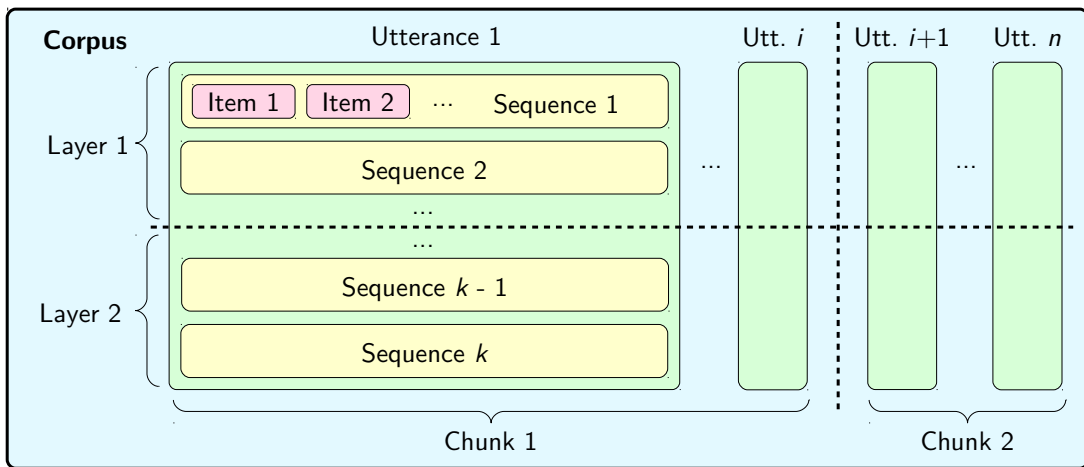 Corpus Utterance 1 Utt. i Utt. i+1 Utt. n
Item 1 Item 2 ... Sequence 1
Layer 1
Sequence 2 ... ...
...
...
Sequence k - 1
Layer 2
Sequence k
Chunk 1 Chunk 2